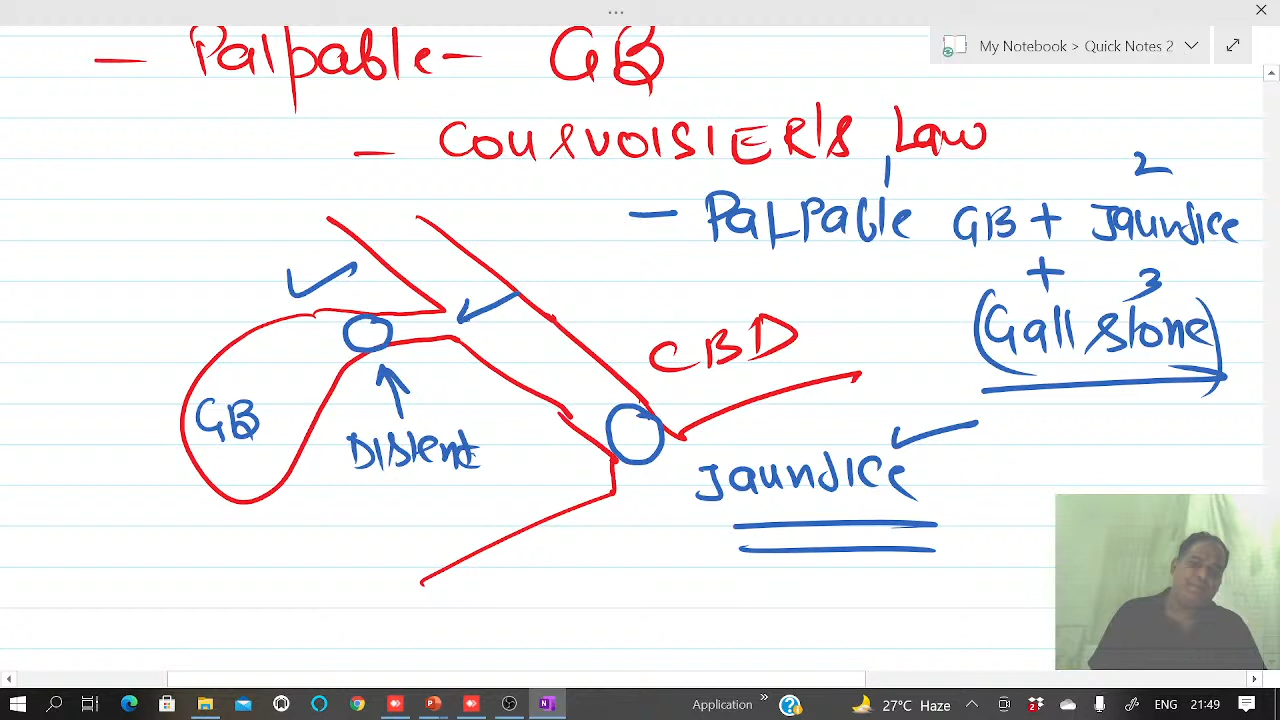 ...
My Notebook > Quick Notes 2
— Palpable — GB
— COURVOISIER'S Law
1
2
— PALPable GB + Jaundice
+
3
(Gall stone)
CBD
GB
Distent
Jaundice
Application
»
27°C Haze
ENG
21:49